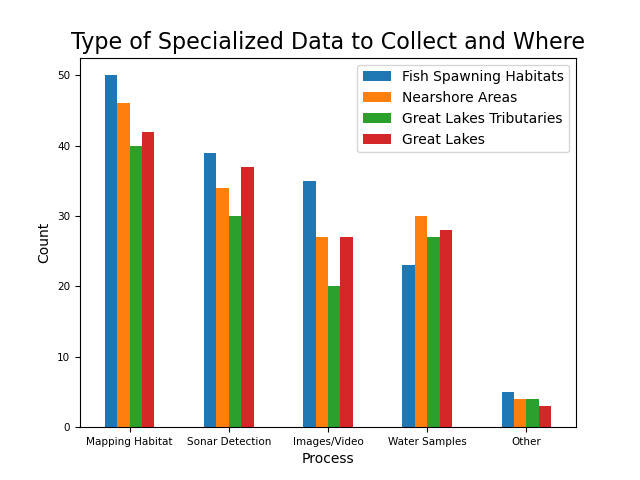 Type of Specialized Data to Collect and Where
Fish Spawning Habitats
Nearshore Areas
Great Lakes Tributaries
Great Lakes
Count
50
40
30
20
10
0
Mapping Habitat Sonar Detection Images/Video Water Samples Other
Process